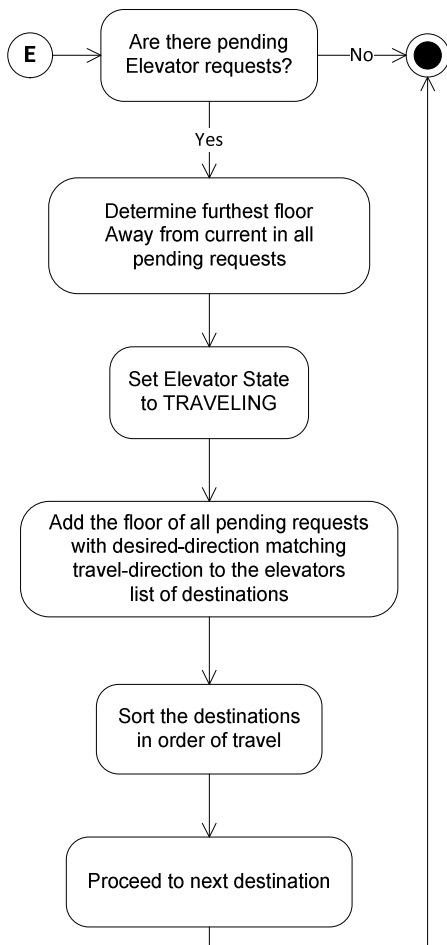 E
Are there pending
Elevator requests?
No
Yes
Determine furthest floor
Away from current in all
pending requests
Set Elevator State
to TRAVELING
Add the floor of all pending requests
with desired-direction matching
travel-direction to the elevators
list of destinations
Sort the destinations
in order of travel
Proceed to next destination